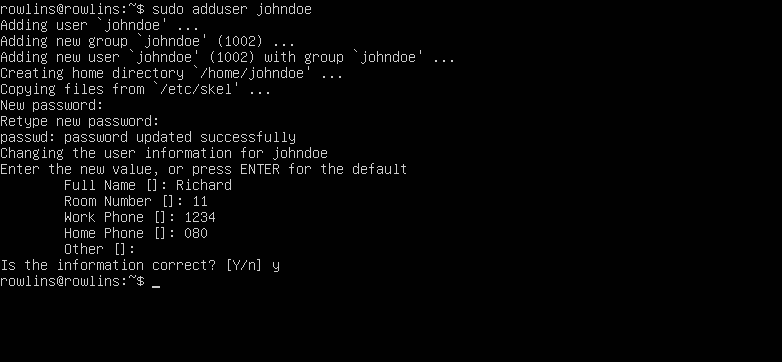 rowlins@rowlins:~$ sudo adduser johndoe
Adding user `johndoe' ...
Adding new group `johndoe' (1002) ...
Adding new user `johndoe' (1002) with group `johndoe' ...
Creating home directory `/home/johndoe' ...
Copying files from `/etc/skel' ...
New password:
Retype new password:
passwd: password updated successfully
Changing the user information for johndoe
Enter the new value, or press ENTER for the default
        Full Name []: Richard
        Room Number []: 11
        Work Phone []: 1234
        Home Phone []: 080
        Other []:
Is the information correct? [Y/n] y
rowlins@rowlins:~$ _